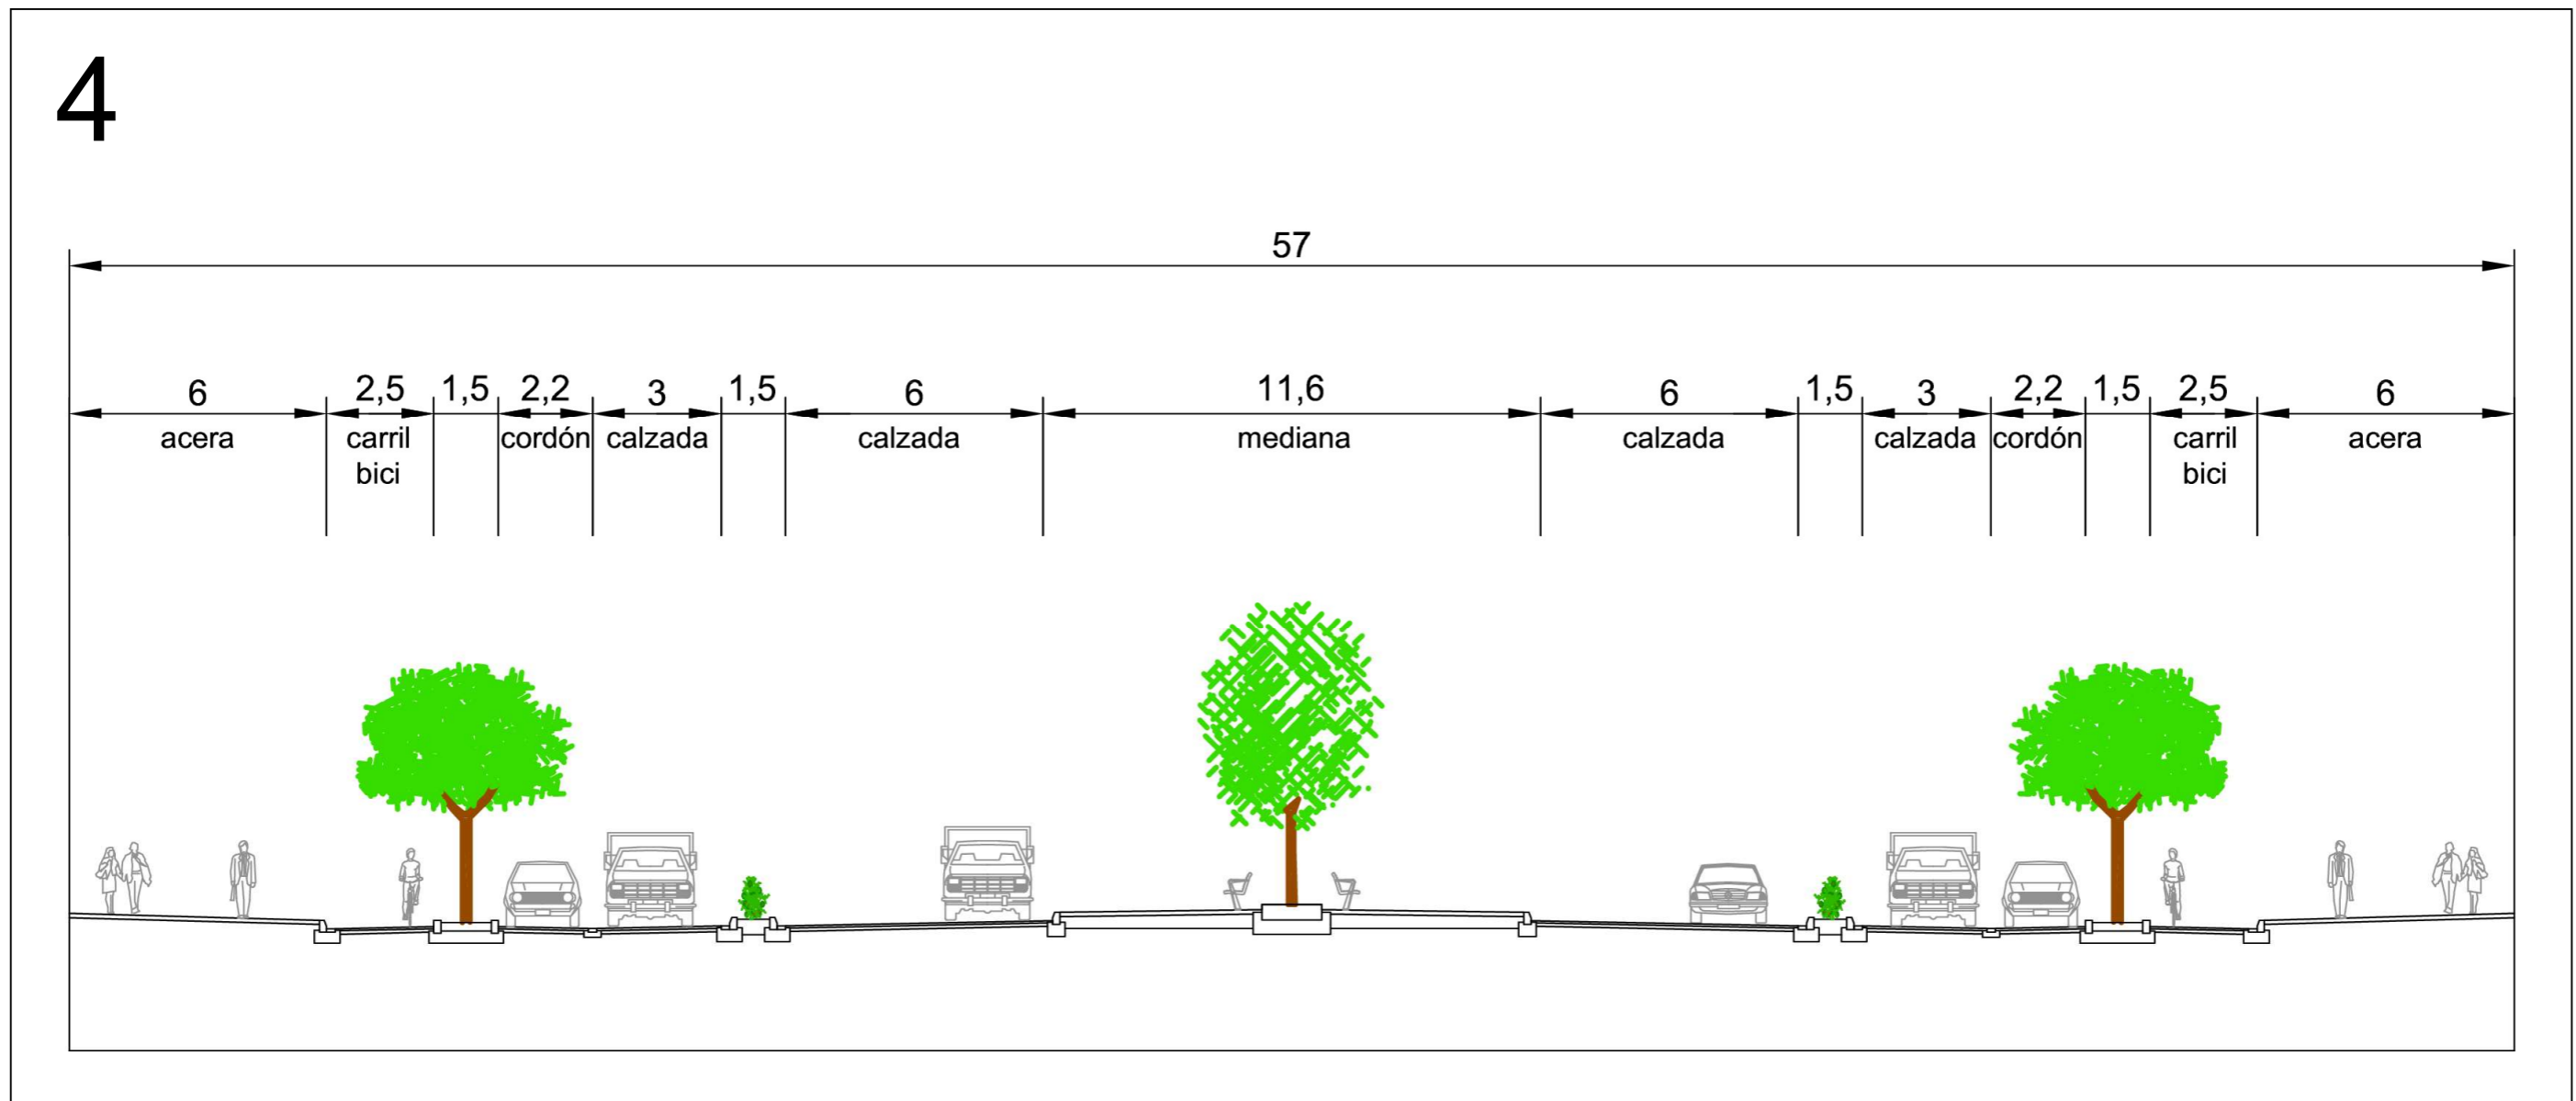 4
57
6 2,5 1,5 2,2 3 1,5 6 11,6 6 1,5 3 2,2 1,5 2,5 6
acera carril cordón calzada calzada mediana calzada calzada cordón carril acera
bici bici